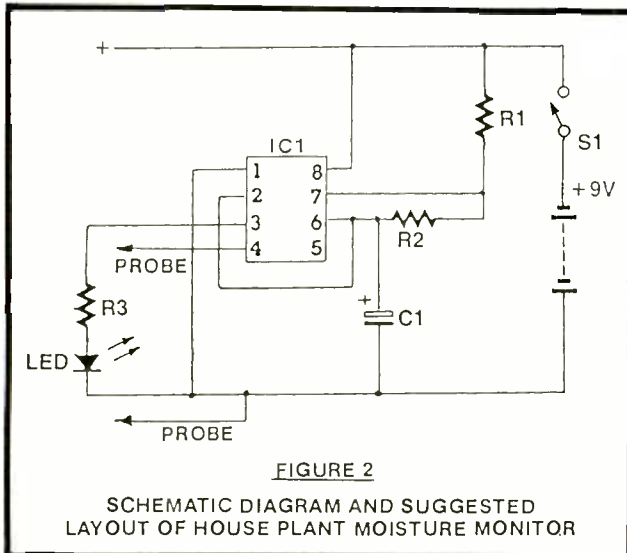 +
R1
S1
IC1
1 8
2 7
3 6
4 5
+9V
R2
PROBE
R3
+
C1
LED
PROBE
FIGURE 2
SCHEMATIC DIAGRAM AND SUGGESTED
LAYOUT OF HOUSE PLANT MOISTURE MONITOR